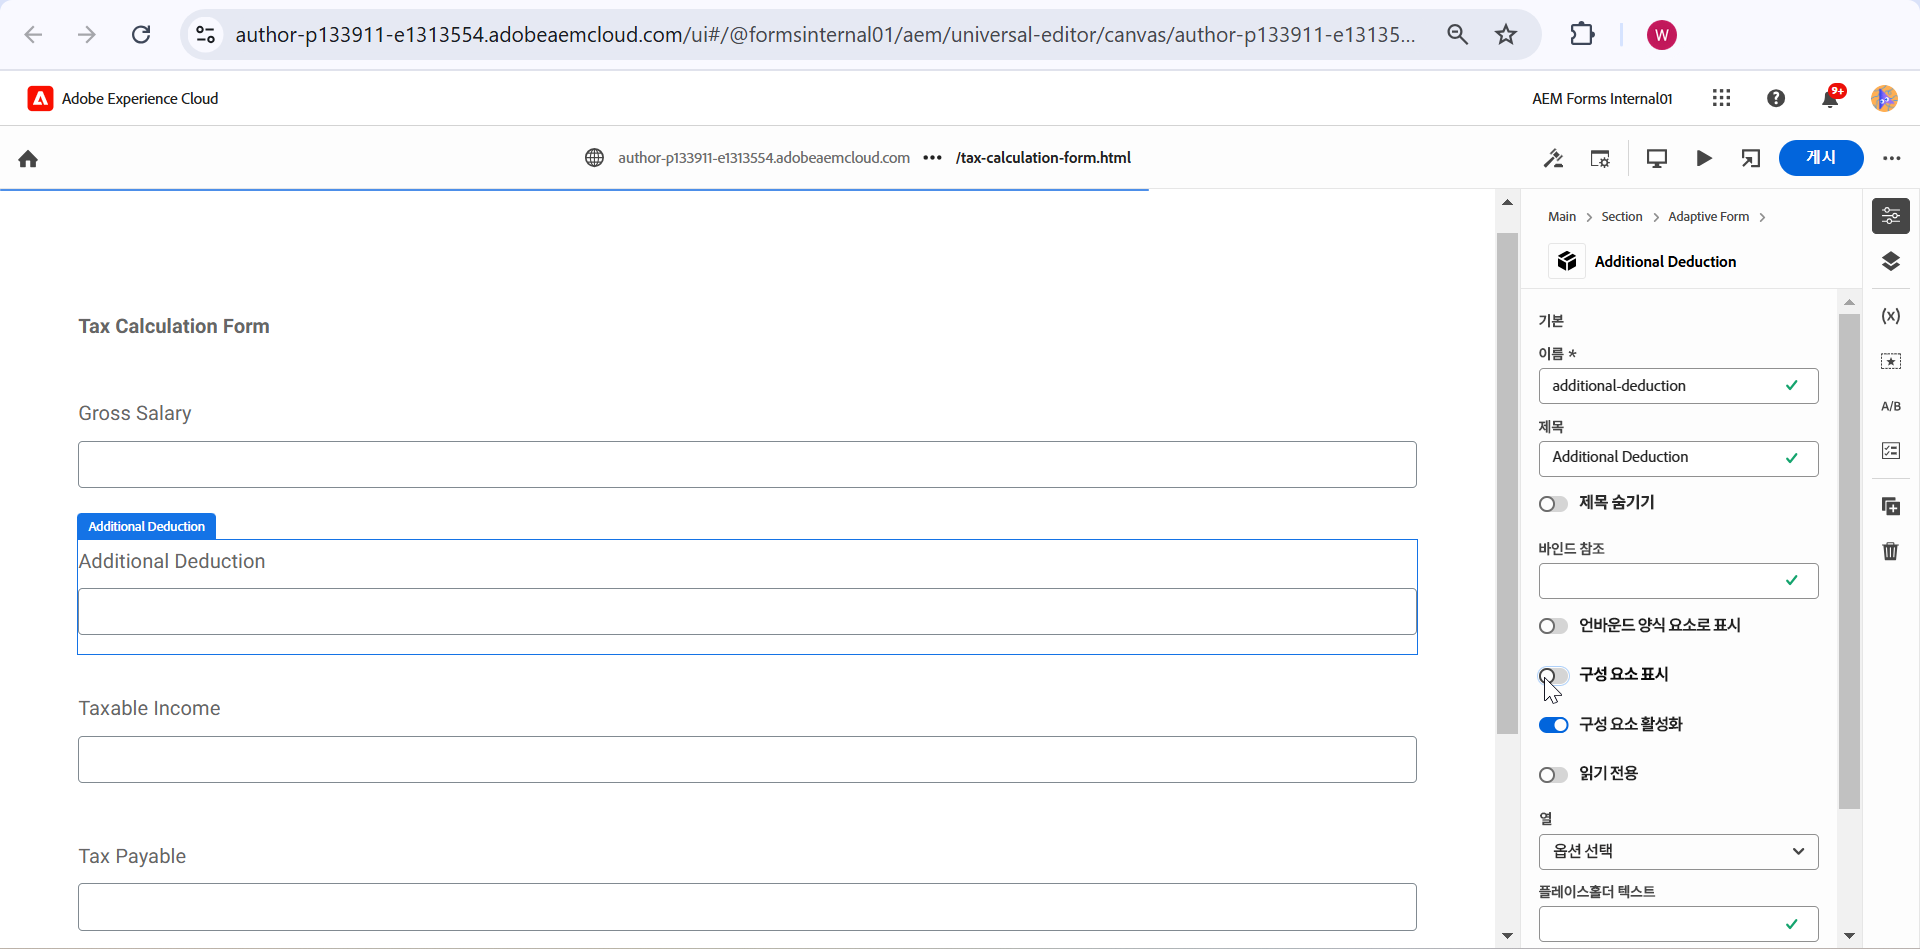 author-p133911-e1313554.adobeaemcloud.com/ui#/@formsinternal01/aem/universal-editor/canvas/author-p133911-e13135...
W
Adobe Experience Cloud
AEM Forms Internal01
9+
author-p133911-e1313554.adobeaemcloud.com ••• /tax-calculation-form.html
게시
Main > Section > Adaptive Form >
Additional Deduction
Tax Calculation Form
Gross Salary
Additional Deduction
Additional Deduction
Taxable Income
Tax Payable
기본
이름 *
additional-deduction
제목
Additional Deduction
제목 숨기기
바인드 참조
언바운드 양식 요소로 표시
구성 요소 표시
구성 요소 활성화
읽기 전용
열
옵션 선택
플레이스홀더 텍스트
(x)
A/B